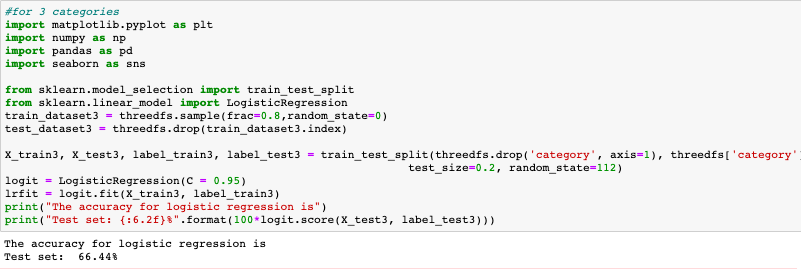 #for 3 categories
import matplotlib.pyplot as plt
import numpy as np
import pandas as pd
import seaborn as sns
from sklearn.model_selection import train_test_split
from sklearn.linear_model import LogisticRegression
train_dataset3 = threedfs.sample(frac=0.8,random_state=0)
test_dataset3 = threedfs.drop(train_dataset3.index)
X_train3, X_test3, label_train3, label_test3 = train_test_split(threedfs.drop('category', axis=1), threedfs['category'
test_size=0.2, random_state=112)
logit = LogisticRegression(C = 0.95)
lrfit = logit.fit(X_train3, label_train3)
print("The accuracy for logistic regression is")
print("Test set: {:6.2f}%".format(100*logit.score(X_test3, label_test3)))
The accuracy for logistic regression is
Test set:  66.44%